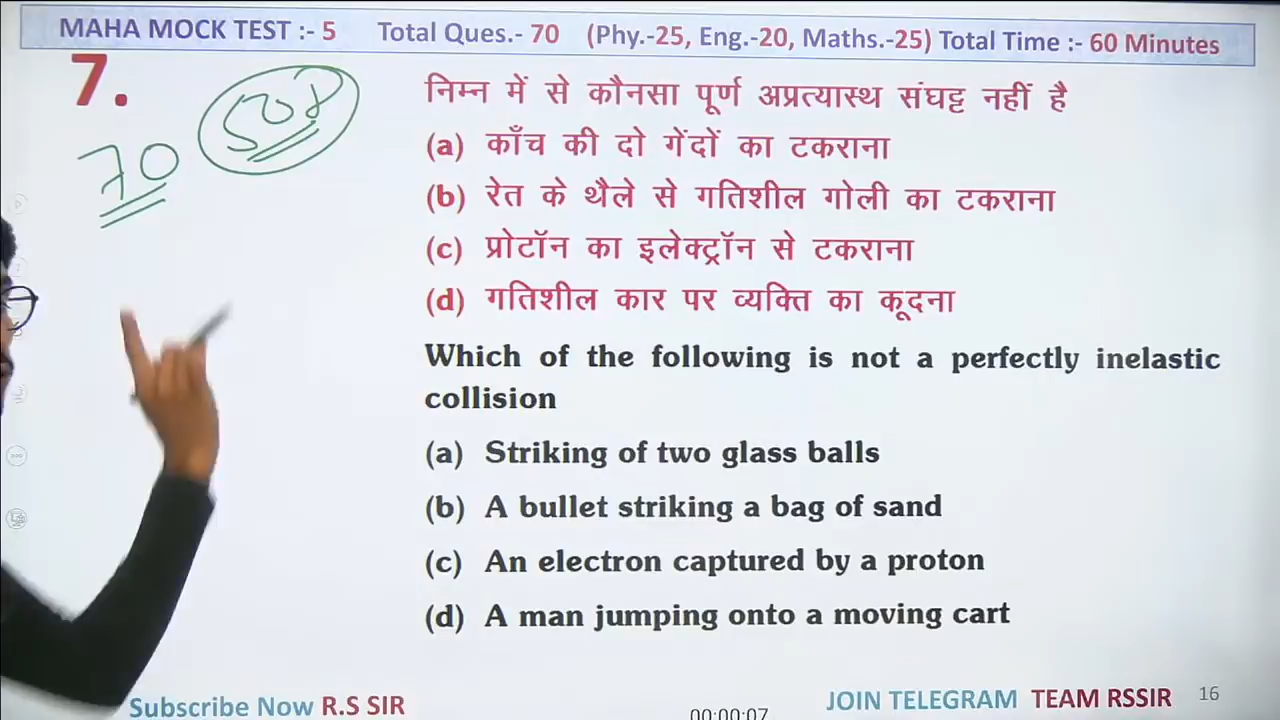 MAHA MOCK TEST :- 5 Total Ques.- 70 (Phy.-25, Eng.-20, Maths.-25) Total Time :- 60 Minutes
7.
70
508
निम्न में से कौनसा पूर्ण अप्रत्यास्थ संघट्ट नहीं है
(a) काँच की दो गेंदों का टकराना
(b) रेत के थैले से गतिशील गोली का टकराना
(c) प्रोटॉन का इलेक्ट्रॉन से टकराना
(d) गतिशील कार पर व्यक्ति का कूदना
Which of the following is not a perfectly inelastic
collision
(a) Striking of two glass balls
(b) A bullet striking a bag of sand
(c) An electron captured by a proton
(d) A man jumping onto a moving cart
Subscribe Now R.S SIR
00:00:07
JOIN TELEGRAM TEAM RSSIR 16